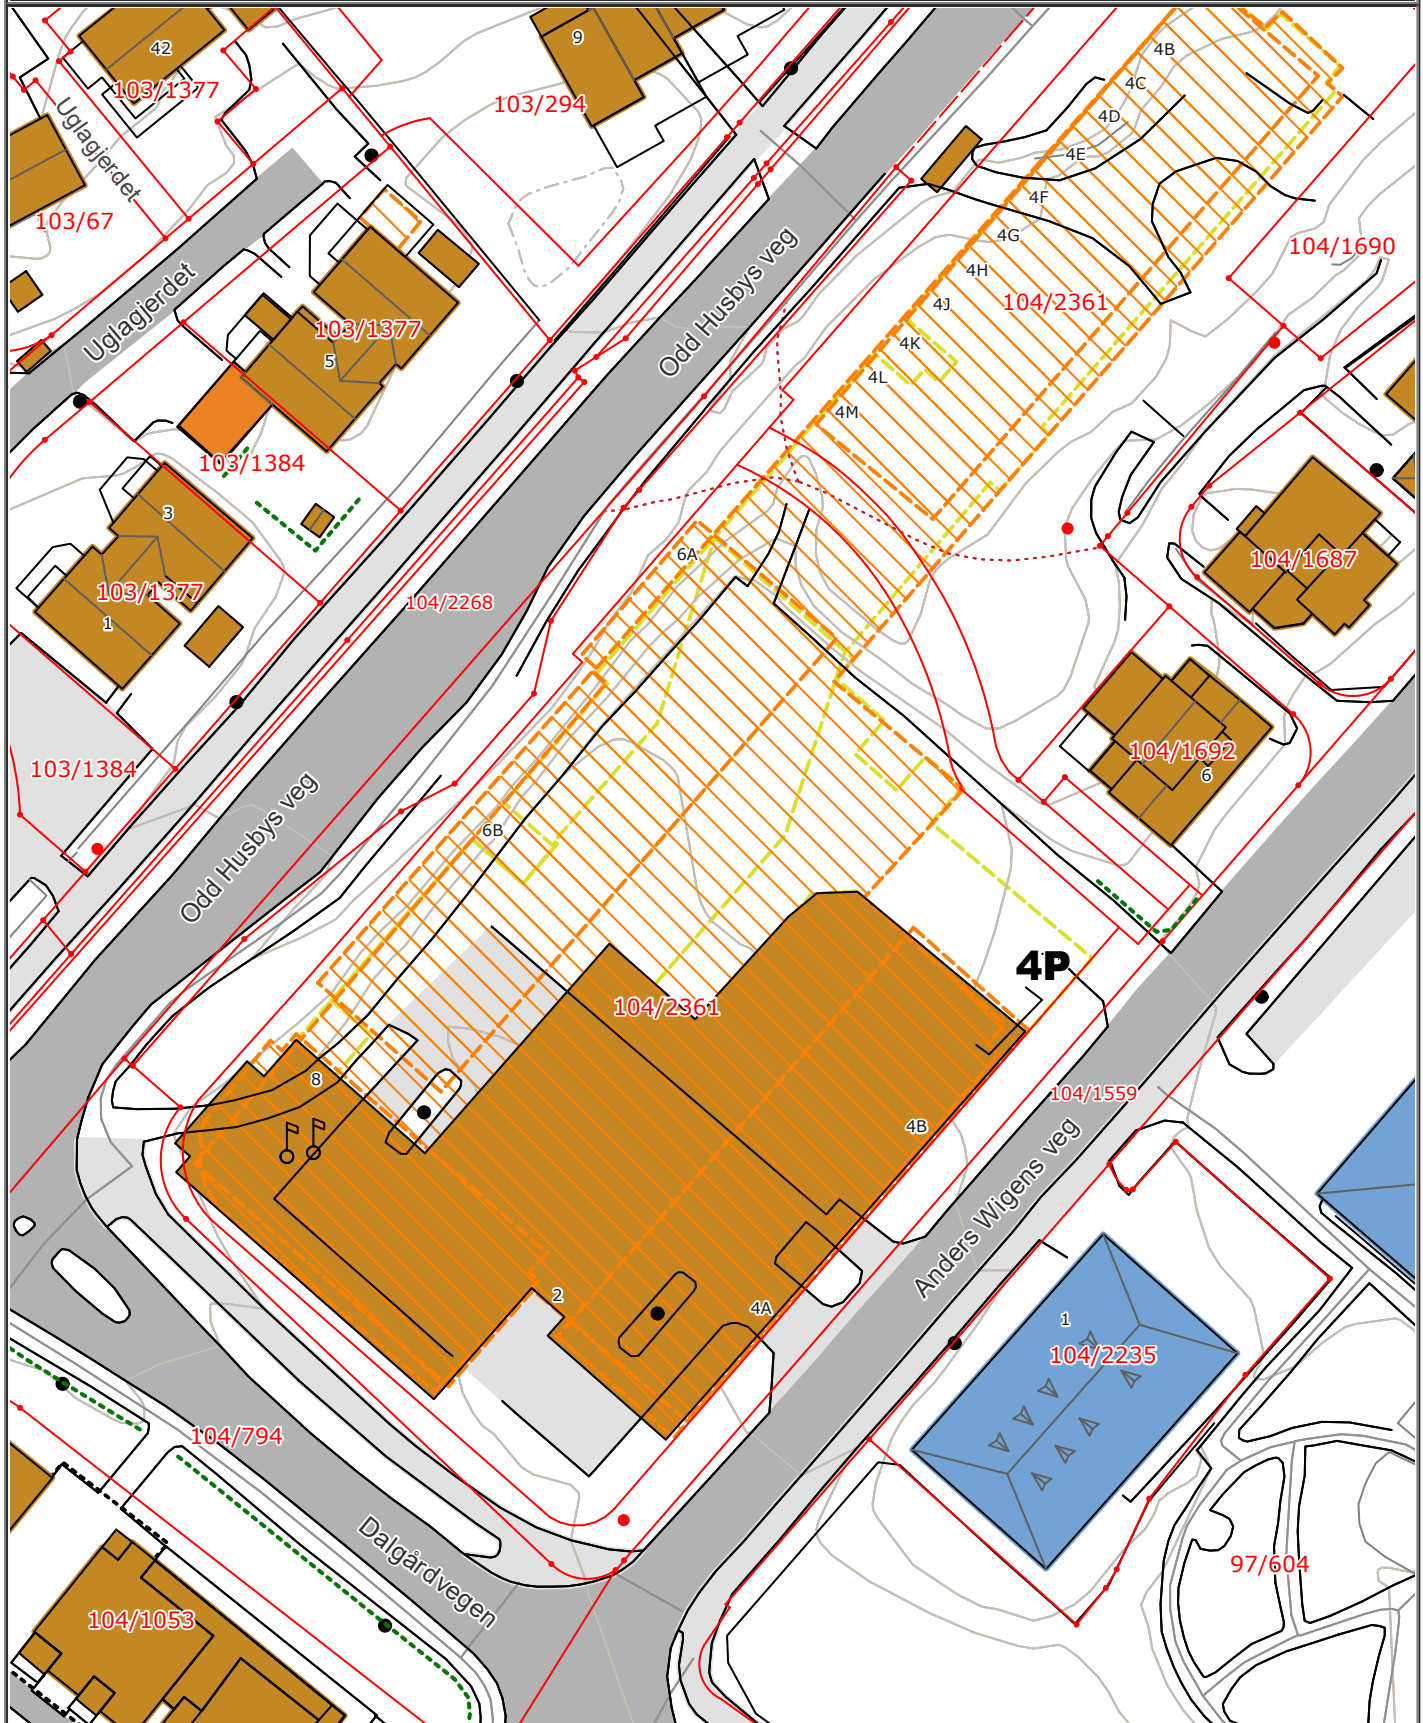 42
9
4B
103/1377
4C
103/294
4D
Uglagjerdet
4E
4F
103/67
4G
104/1690
4H
Odd Husbys veg
4J
104/2361
Uglagjerdet
103/1377
4K
5
4L
4M
103/1384
3
6A
104/1687
103/1377
104/2268
1
104/1692
103/1384
6
6B
Odd Husbys veg
4P
104/2361
8
104/1559
4B
Anders Wigens veg
2
4A
1
104/2235
104/794
Dalgårdvegen
97/604
104/1053